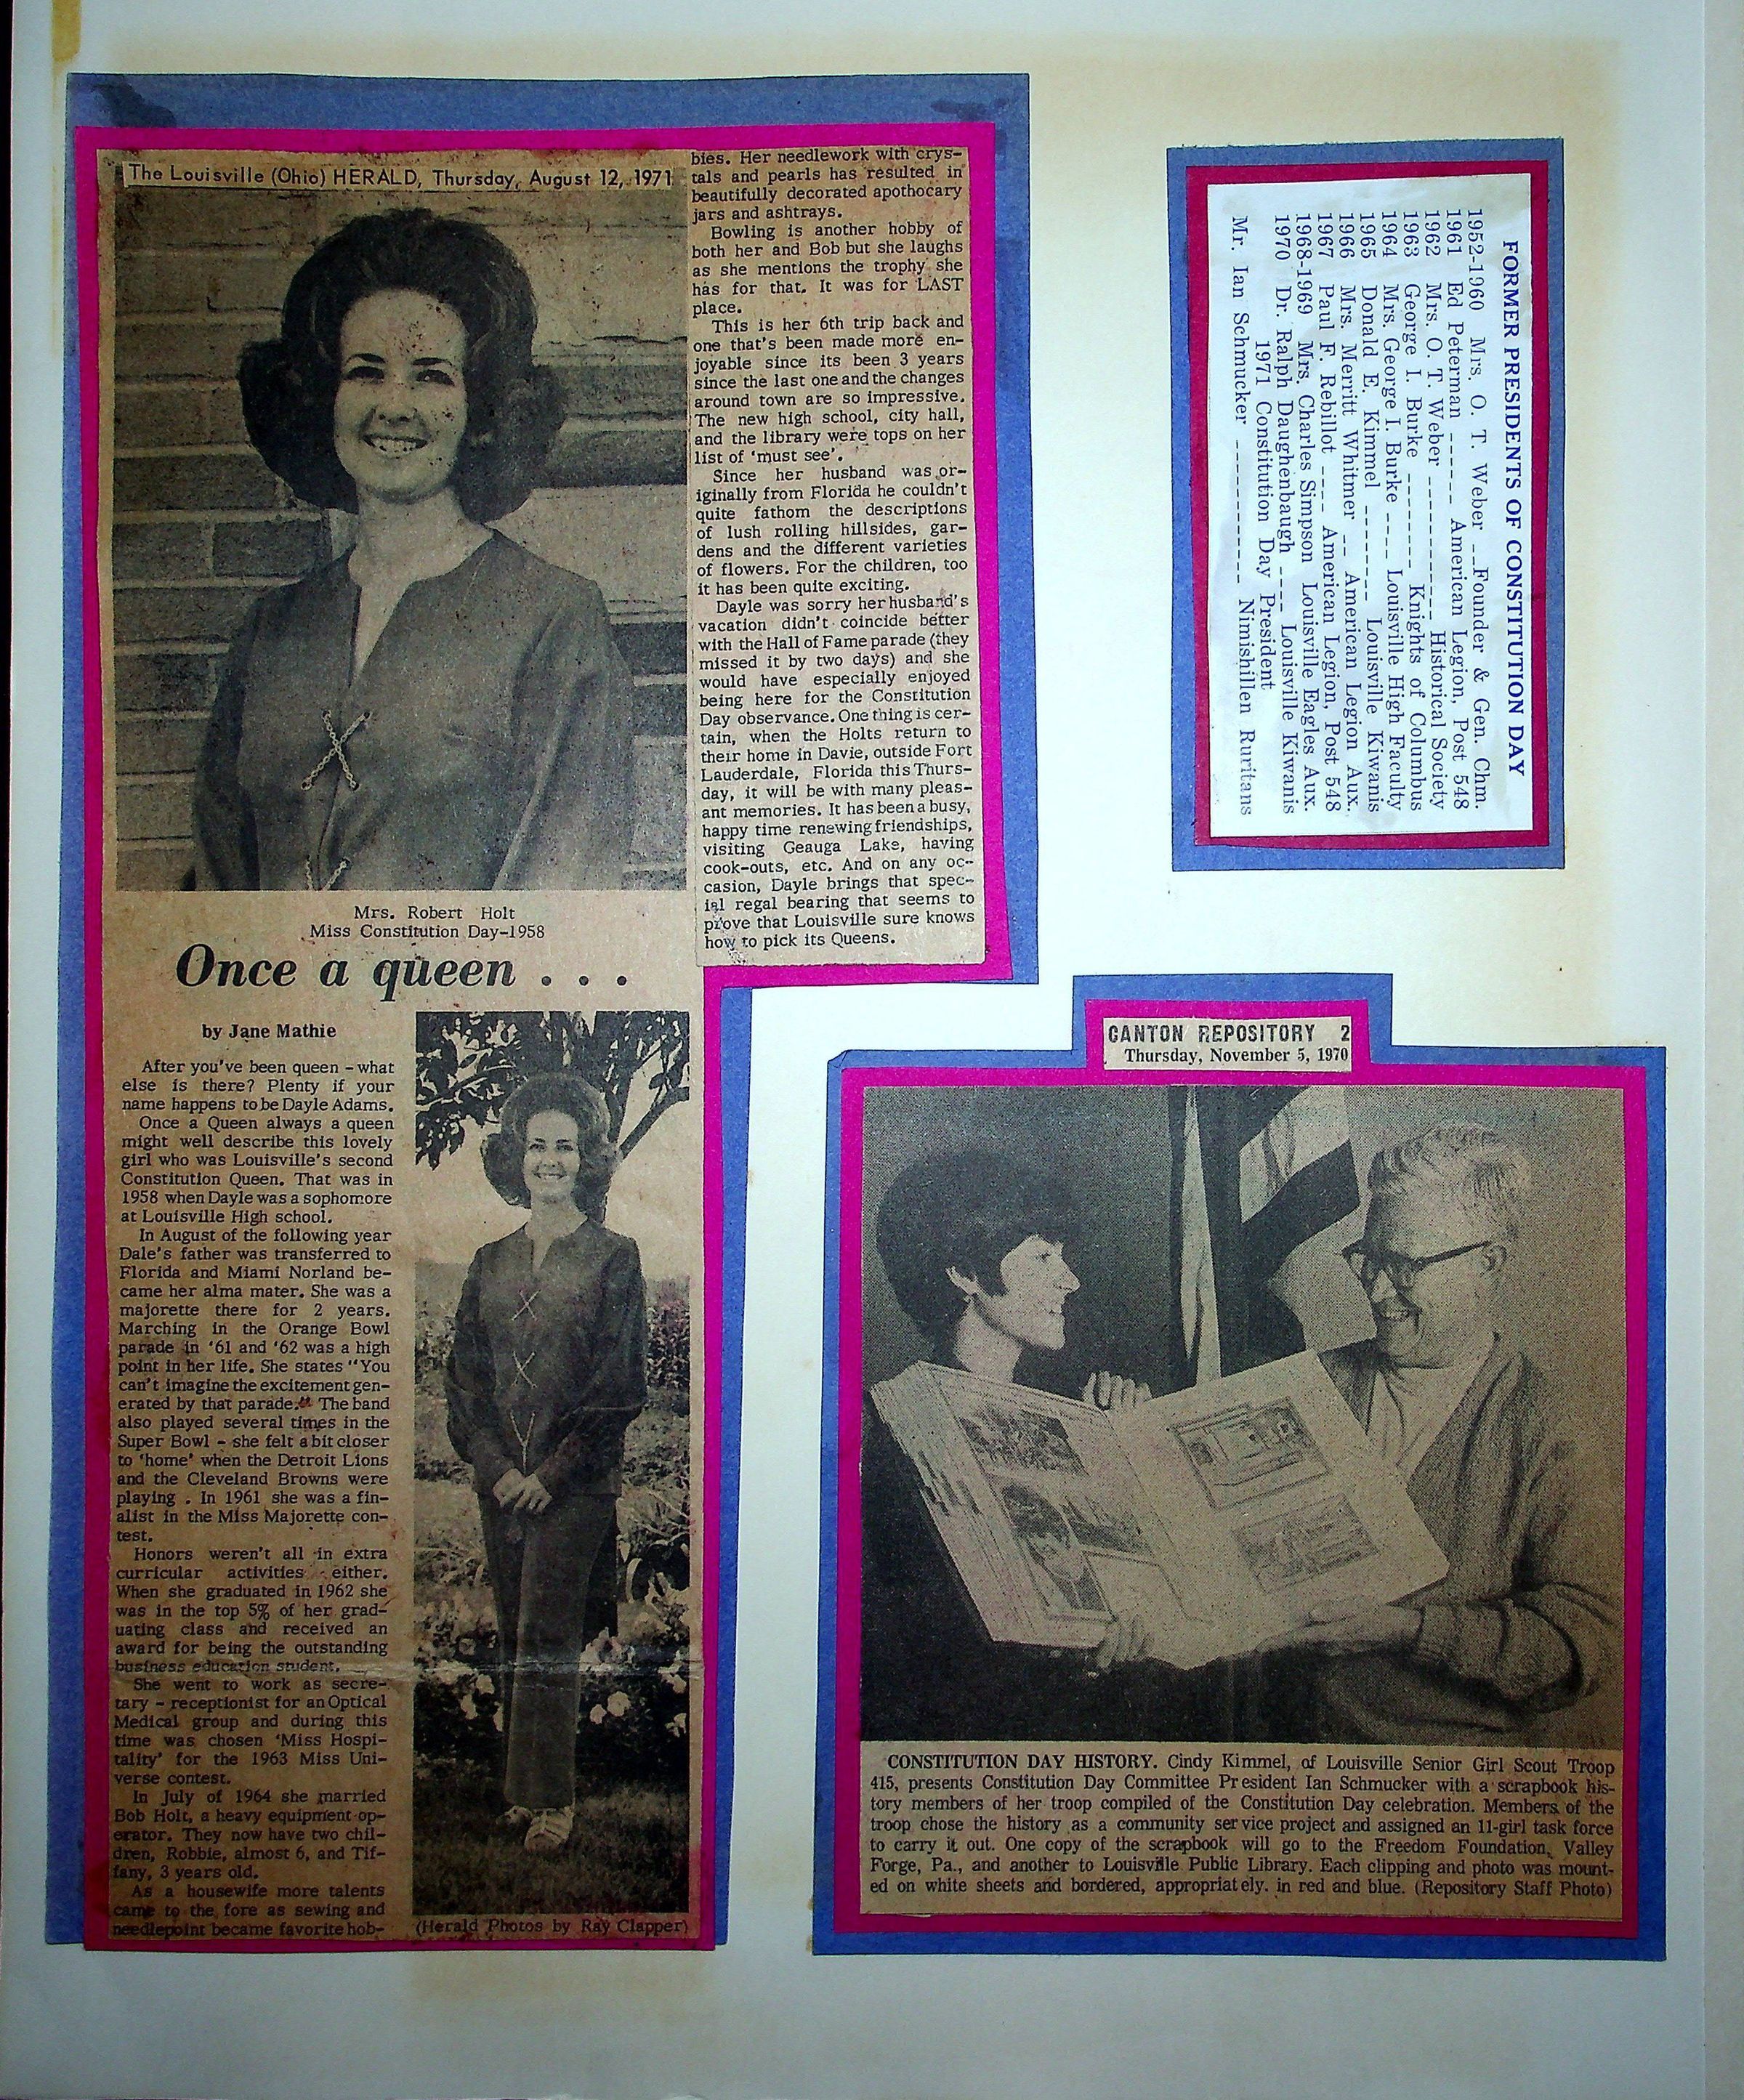 The Louisville (Ohio) HERALD, Thursday, August 12, 1971
Mrs. Robert Holt
Miss Constitution Day-1958
Once a queen . . .
by Jane Mathie
After you've been queen - what
else is there? Plenty if your
name happens to be Dayle Adams.
Once a Queen always a queen
might well describe this lovely
girl who was Louisville's second
Constitution Queen. That was in
1958 when Dayle was a sophomore
at Louisville High school.
In August of the following year
Dale's father was transferred to
Florida and Miami Norland be-
came her alma mater. She was a
majorette there for 2 years.
Marching in the Orange Bowl
parade in '61 and '62 was a high
point in her life. She states "You
can't imagine the excitement gen-
erated by that parade." The band
also played several times in the
Super Bowl - she felt a bit closer
to 'home' when the Detroit Lions
and the Cleveland Browns were
playing . In 1961 she was a fin-
alist in the Miss Majorette con-
test.
Honors weren't all in extra
curricular activities either.
When she graduated in 1962 she
was in the top 5% of her grad-
uating class and received an
award for being the outstanding
business education student.
She went to work as secre-
tary - receptionist for an Optical
Medical group and during this
time was chosen 'Miss Hospi-
tality' for the 1963 Miss Uni-
verse contest.
In July of 1964 she married
Bob Holt, a heavy equipment op-
erator. They now have two chil-
dren, Robbie, almost 6, and Tif-
fany, 3 years old.
As a housewife more talents
came to the fore as sewing and
needlepoint became favorite hob-
(Herald Photos by Ray Clapper)
bies. Her needlework with crys-
tals and pearls has resulted in
beautifully decorated apothocary
jars and ashtrays.
Bowling is another hobby of
both her and Bob but she laughs
as she mentions the trophy she
has for that. It was for LAST
place.
This is her 6th trip back and
one that's been made more en-
joyable since its been 3 years
since the last one and the changes
around town are so impressive.
The new high school, city hall,
and the library were tops on her
list of 'must see'.
Since her husband was or-
iginally from Florida he couldn't
quite fathom the descriptions
of lush rolling hillsides, gar-
dens and the different varieties
of flowers. For the children, too
it has been quite exciting.
Dayle was sorry her husband's
vacation didn't coincide better
with the Hall of Fame parade (they
missed it by two days) and she
would have especially enjoyed
being here for the Constitution
Day observance. One thing is cer-
tain, when the Holts return to
their home in Davie, outside Fort
Lauderdale, Florida this Thurs-
day, it will be with many pleas-
ant memories. It has been a busy,
happy time renewing friendships,
visiting Geauga Lake, having
cook-outs, etc. And on any oc-
casion, Dayle brings that spec-
ial regal bearing that seems to
prove that Louisville sure knows
how to pick its Queens.
FORMER PRESIDENTS OF CONSTITUTION DAY
1952-1960 Mrs. O. T. Weber --Founder & Gen. Chm.
1961 Ed Peterman ------ American Legion, Post 548
1962 Mrs. O. T. Weber ------------ Historical Society
1963 George I. Burke --------- Knights of Columbus
1964 Mrs. George I. Burke ---- Louisville High Faculty
1965 Donald E. Kimmel --------- Louisville Kiwanis
1966 Mrs. Merritt Whitmer -- American Legion Aux.
1967 Paul F. Rebillot ---- American Legion, Post 548
1968-1969 Mrs. Charles Simpson Louisville Eagles Aux.
1970 Dr. Ralph Daughenbaugh ---- Louisville Kiwanis
1971 Constitution Day President
Mr. Ian Schmucker ------------- Nimishillen Ruritans
CANTON REPOSITORY 2
Thursday, November 5, 1970
CONSTITUTION DAY HISTORY. Cindy Kimmel, of Louisville Senior Girl Scout Troop
415, presents Constitution Day Committee President Ian Schmucker with a scrapbook his-
tory members of her troop compiled of the Constitution Day celebration. Members of the
troop chose the history as a community service project and assigned an 11-girl task force
to carry it out. One copy of the scrapbook will go to the Freedom Foundation, Valley
Forge, Pa., and another to Louisville Public Library. Each clipping and photo was mount-
ed on white sheets and bordered, appropriately. in red and blue. (Repository Staff Photo)